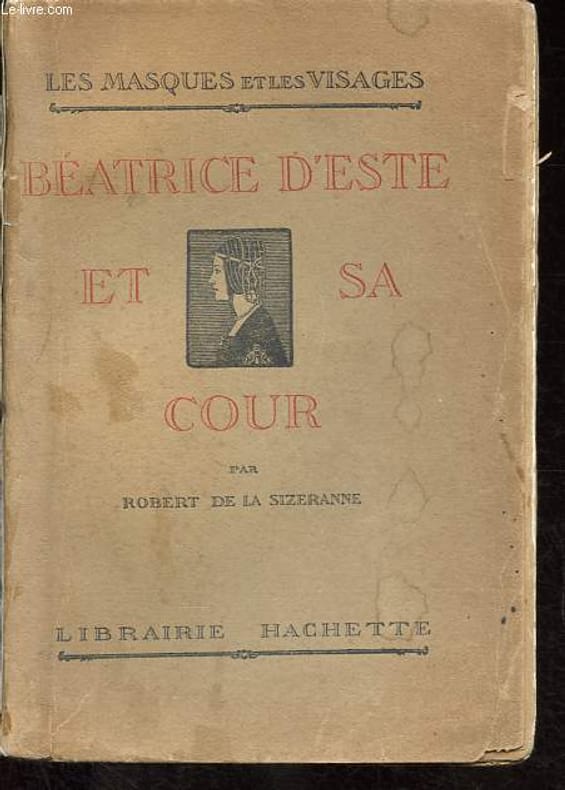 Le-livre.com
LES MASQUES ET LES VISAGES
BÉATRICE D'ESTE
ET SA
COUR
PAR
ROBERT DE LA SIZERANNE
LIBRAIRIE HACHETTE